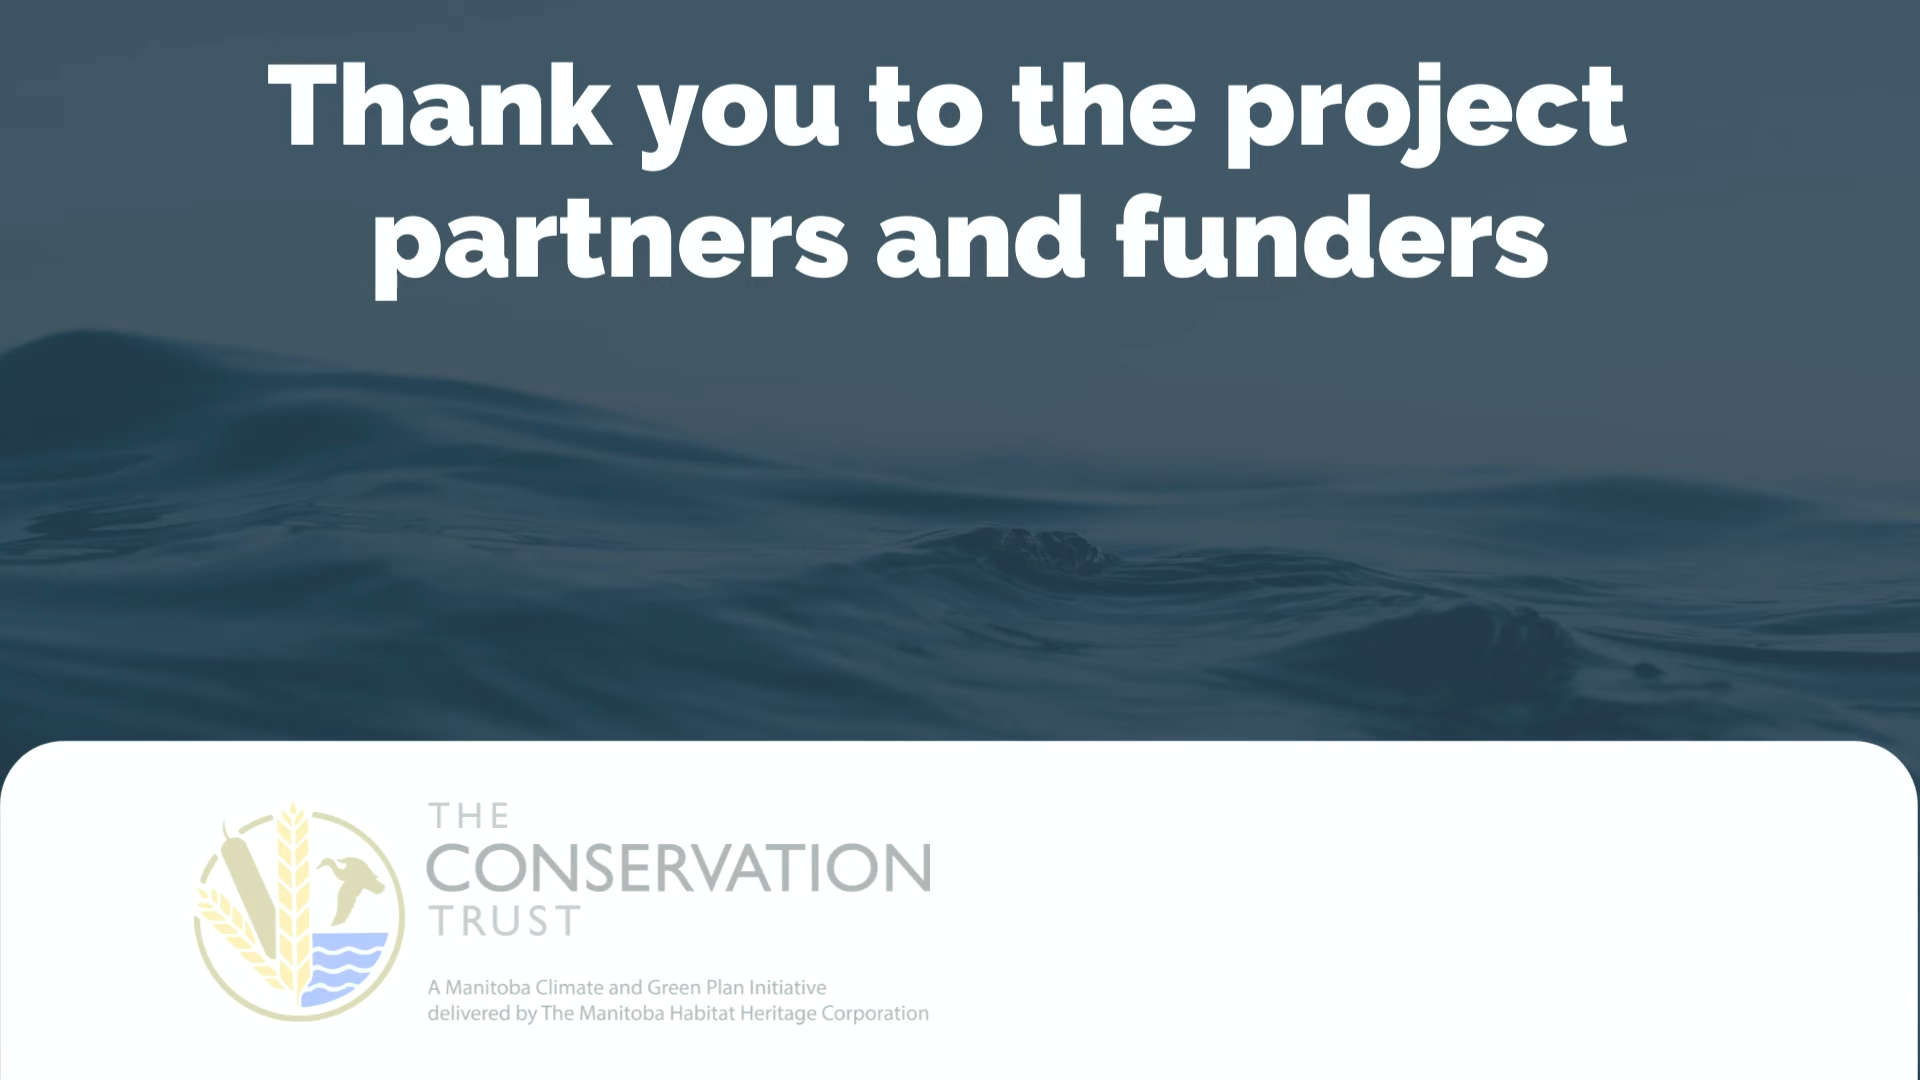 Thank you to the project
partners and funders
THE
CONSERVATION
TRUST
A Manitoba Climate and Green Plan Initiative
delivered by The Manitoba Habitat Heritage Corporation